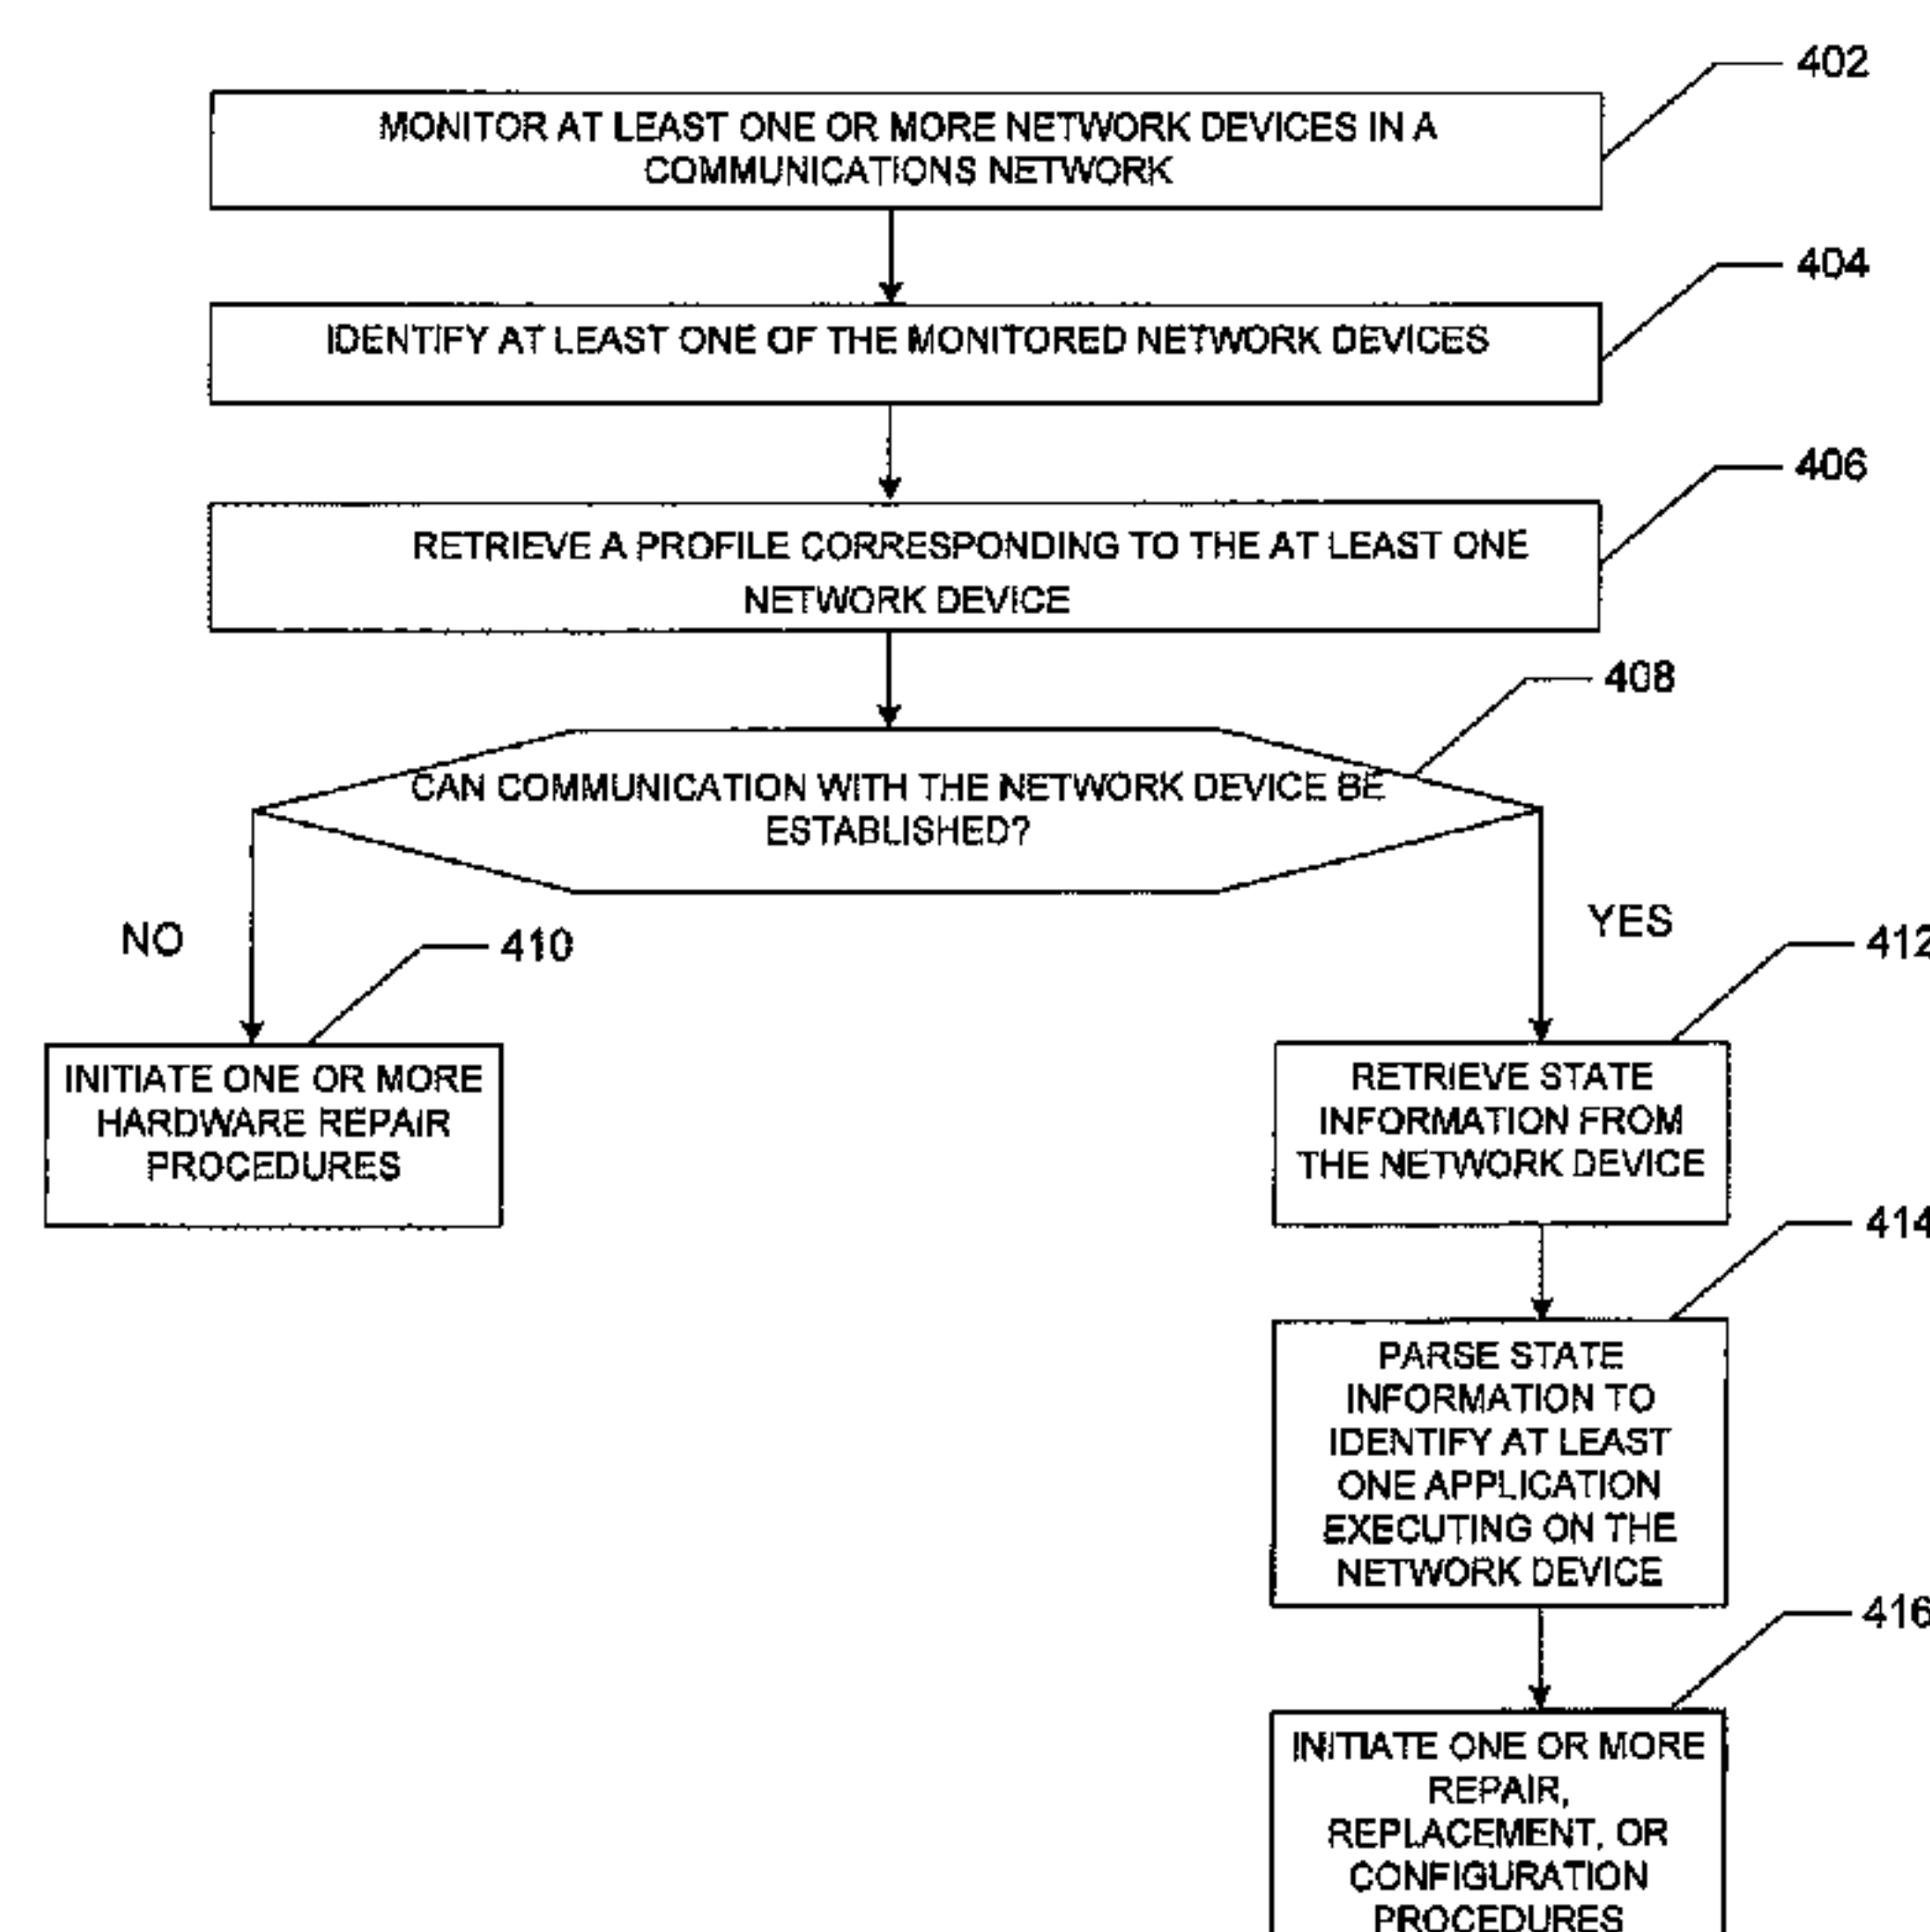 402
MONITOR AT LEAST ONE OR MORE NETWORK DEVICES IN A
COMMUNICATIONS NETWORK
404
IDENTIFY AT LEAST ONE OF THE MONITORED NETWORK DEVICES
406
RETRIEVE A PROFILE CORRESPONDING TO THE AT LEAST ONE
NETWORK DEVICE
408
CAN COMMUNICATION WITH THE NETWORK DEVICE BE
ESTABLISHED?
NO
YES
410
412
INITIATE ONE OR MORE
HARDWARE REPAIR
PROCEDURES
RETRIEVE STATE
INFORMATION FROM
THE NETWORK DEVICE
414
PARSE STATE
INFORMATION TO
IDENTIFY AT LEAST
ONE APPLICATION
EXECUTING ON THE
NETWORK DEVICE
416
INITIATE ONE OR MORE
REPAIR,
REPLACEMENT, OR
CONFIGURATION
PROCEDURES